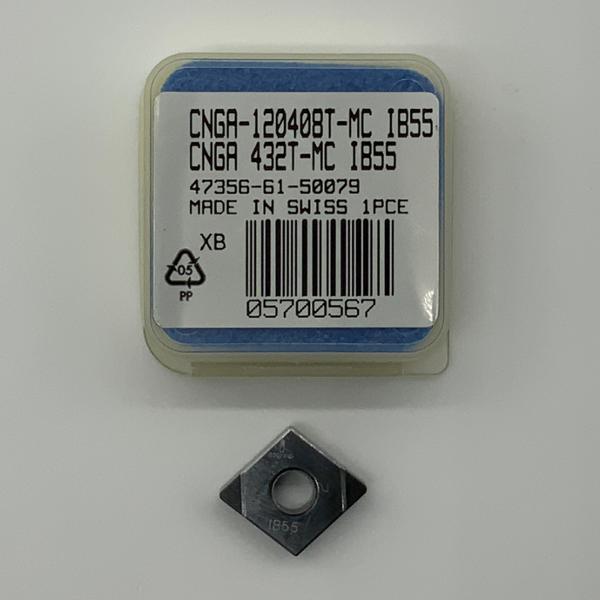 CNGA-120408T-MC IB55
CNGA 432T-MC IB55
47356-61-50079
MADE IN SWISS 1PCE
XB
05
PP
05700567
IB55